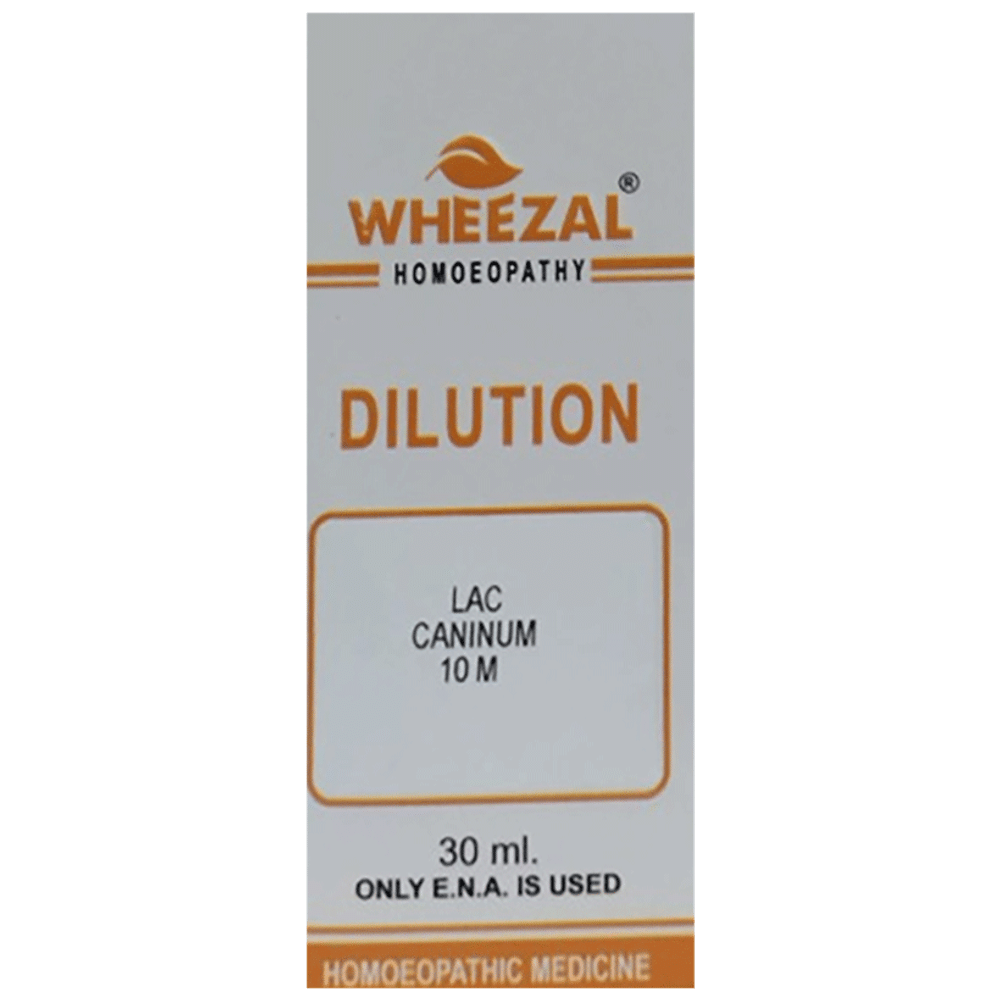 WHEEZAL®
HOMOEOPATHY
DILUTION
LAC
CANINUM
10 M
30 ml.
ONLY E.N.A. IS USED
HOMOEOPATHIC MEDICINE